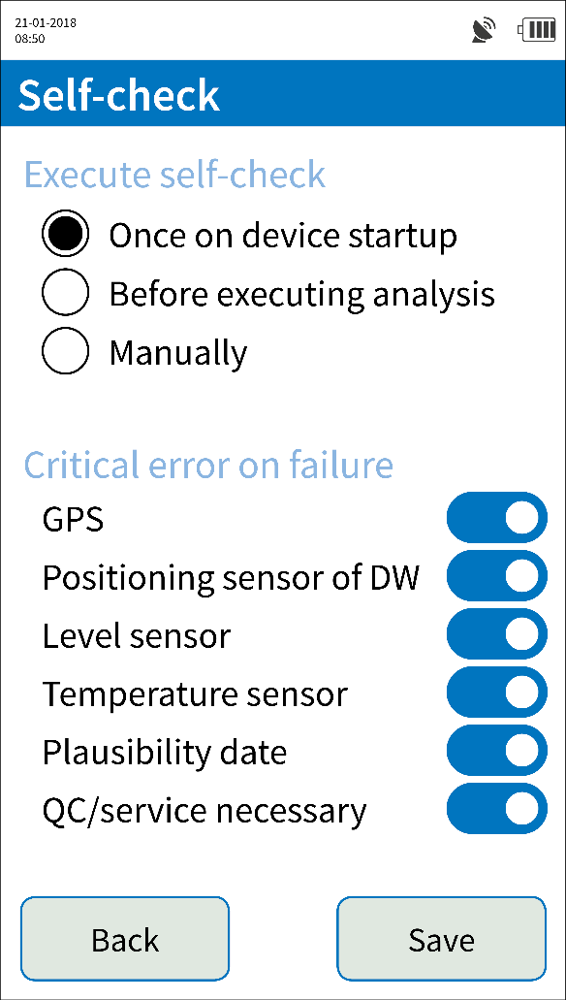 21-01-2018
08:50
Self-check
Execute self-check
Once on device startup
Before executing analysis
Manually
Critical error on failure
GPS
Positioning sensor of DW
Level sensor
Temperature sensor
Plausibility date
QC/service necessary
Back
Save